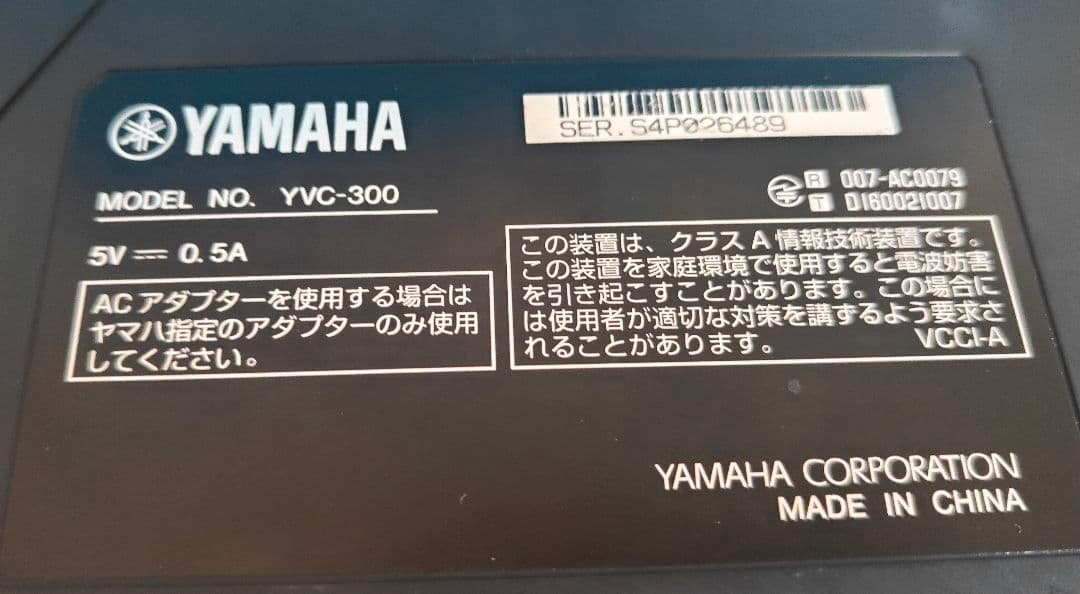 YAMAHA
SER.S4P026489
MODEL NO. YVC-300
R 007-AC0079
T D160021007
5V 0.5A
ACアダプターを使用する場合は
ヤマハ指定のアダプターのみ使用
してください。
この装置は、クラスA情報技術装置です。
この装置を家庭環境で使用すると電波妨害
を引き起こすことがあります。この場合に
は使用者が適切な対策を講ずるよう要求さ
れることがあります。 VCCI-A
YAMAHA CORPORATION
MADE IN CHINA